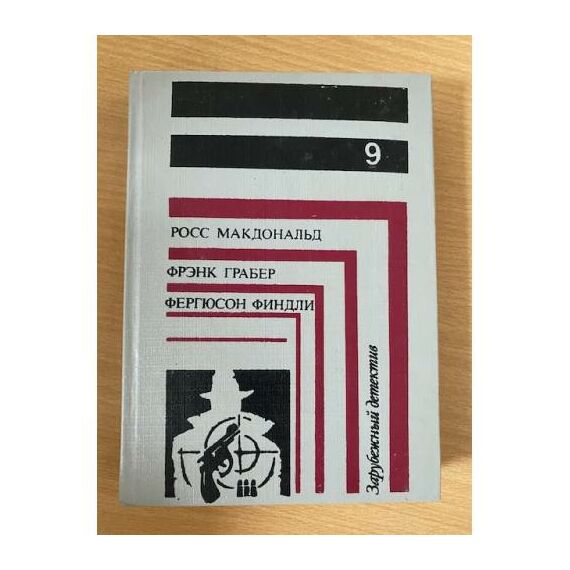 9
РОСС МАКДОНАЛЬД
ФРЭНК ГРАБЕР
ФЕРГЮСОН ФИНДЛИ
Зарубежный детектив